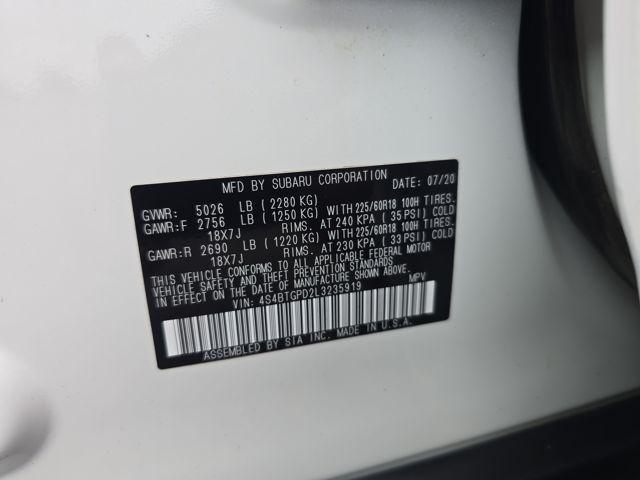 MFD BY SUBARU CORPORATION DATE: 07/20
GVWR: 5026 LB (2280 KG)
GAWR:F 2756 LB (1250 KG) WITH 225/60R18 100H TIRES.
18X7J RIMS. AT 240 KPA ( 35 PSI) COLD
GAWR:R 2690 LB (1220 KG) WITH 225/60R18 100H TIRES.
18X7J RIMS. AT 230 KPA ( 33 PSI) COLD
THIS VEHICLE CONFORMS TO ALL APPLICABLE FEDERAL MOTOR
VEHICLE SAFETY AND THEFT PREVENTION STANDARDS
IN EFFECT ON THE DATE OF MANUFACTURE SHOWN ABOVE.
VIN: 4S4BTGPD2L3235919 MPV
ASSEMBLED BY SIA INC. MADE IN U.S.A.